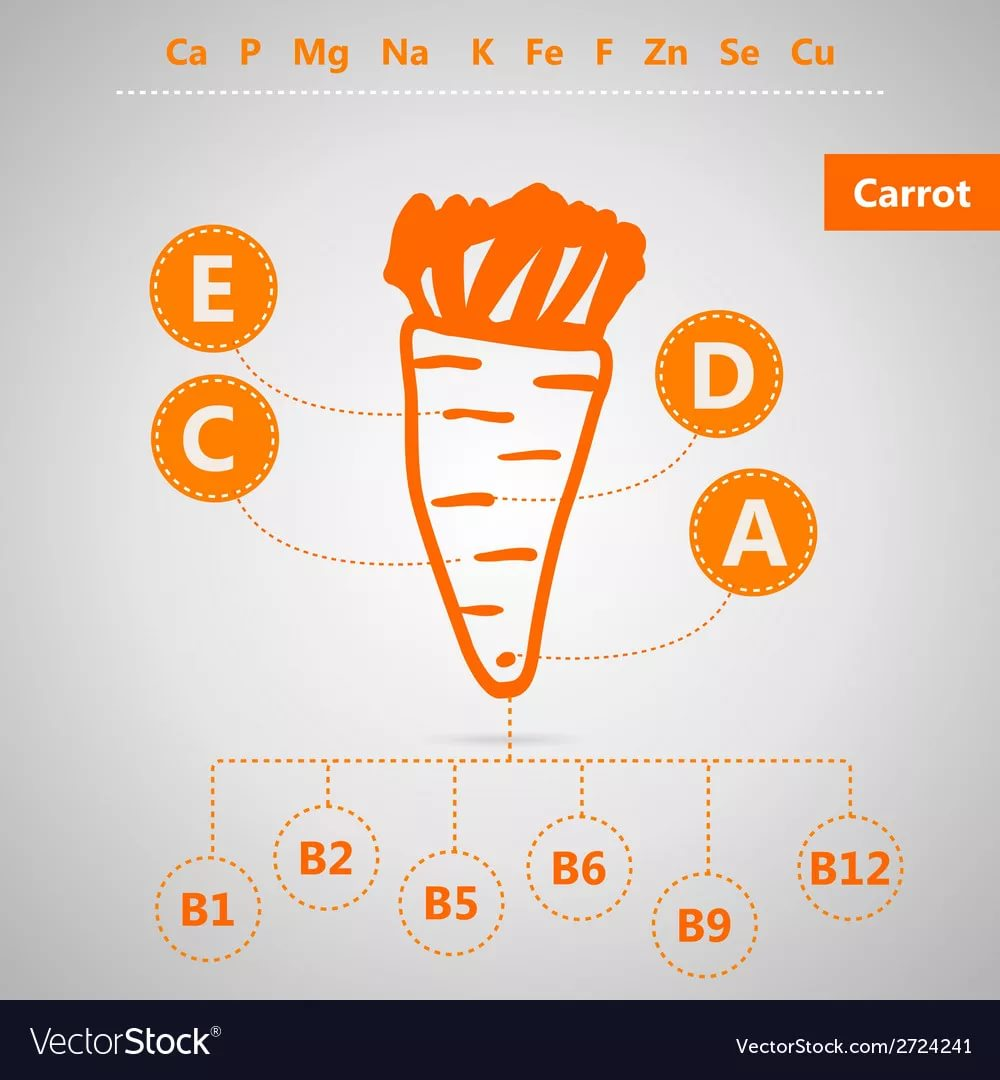 Ca P Mg Na K Fe F Zn Se Cu
Carrot
E
D
C
A
B1 B2 B5 B6 B9 B12
VectorStock®
VectorStock.com/2724241